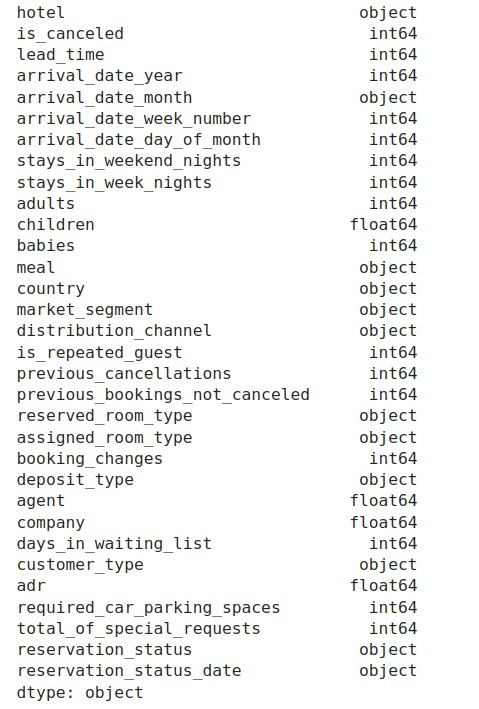 hotel object
is_canceled int64
lead_time int64
arrival_date_year int64
arrival_date_month object
arrival_date_week_number int64
arrival_date_day_of_month int64
stays_in_weekend_nights int64
stays_in_week_nights int64
adults int64
children float64
babies int64
meal object
country object
market_segment object
distribution_channel object
is_repeated_guest int64
previous_cancellations int64
previous_bookings_not_canceled int64
reserved_room_type object
assigned_room_type object
booking_changes int64
deposit_type object
agent float64
company float64
days_in_waiting_list int64
customer_type object
adr float64
required_car_parking_spaces int64
total_of_special_requests int64
reservation_status object
reservation_status_date object
dtype: object